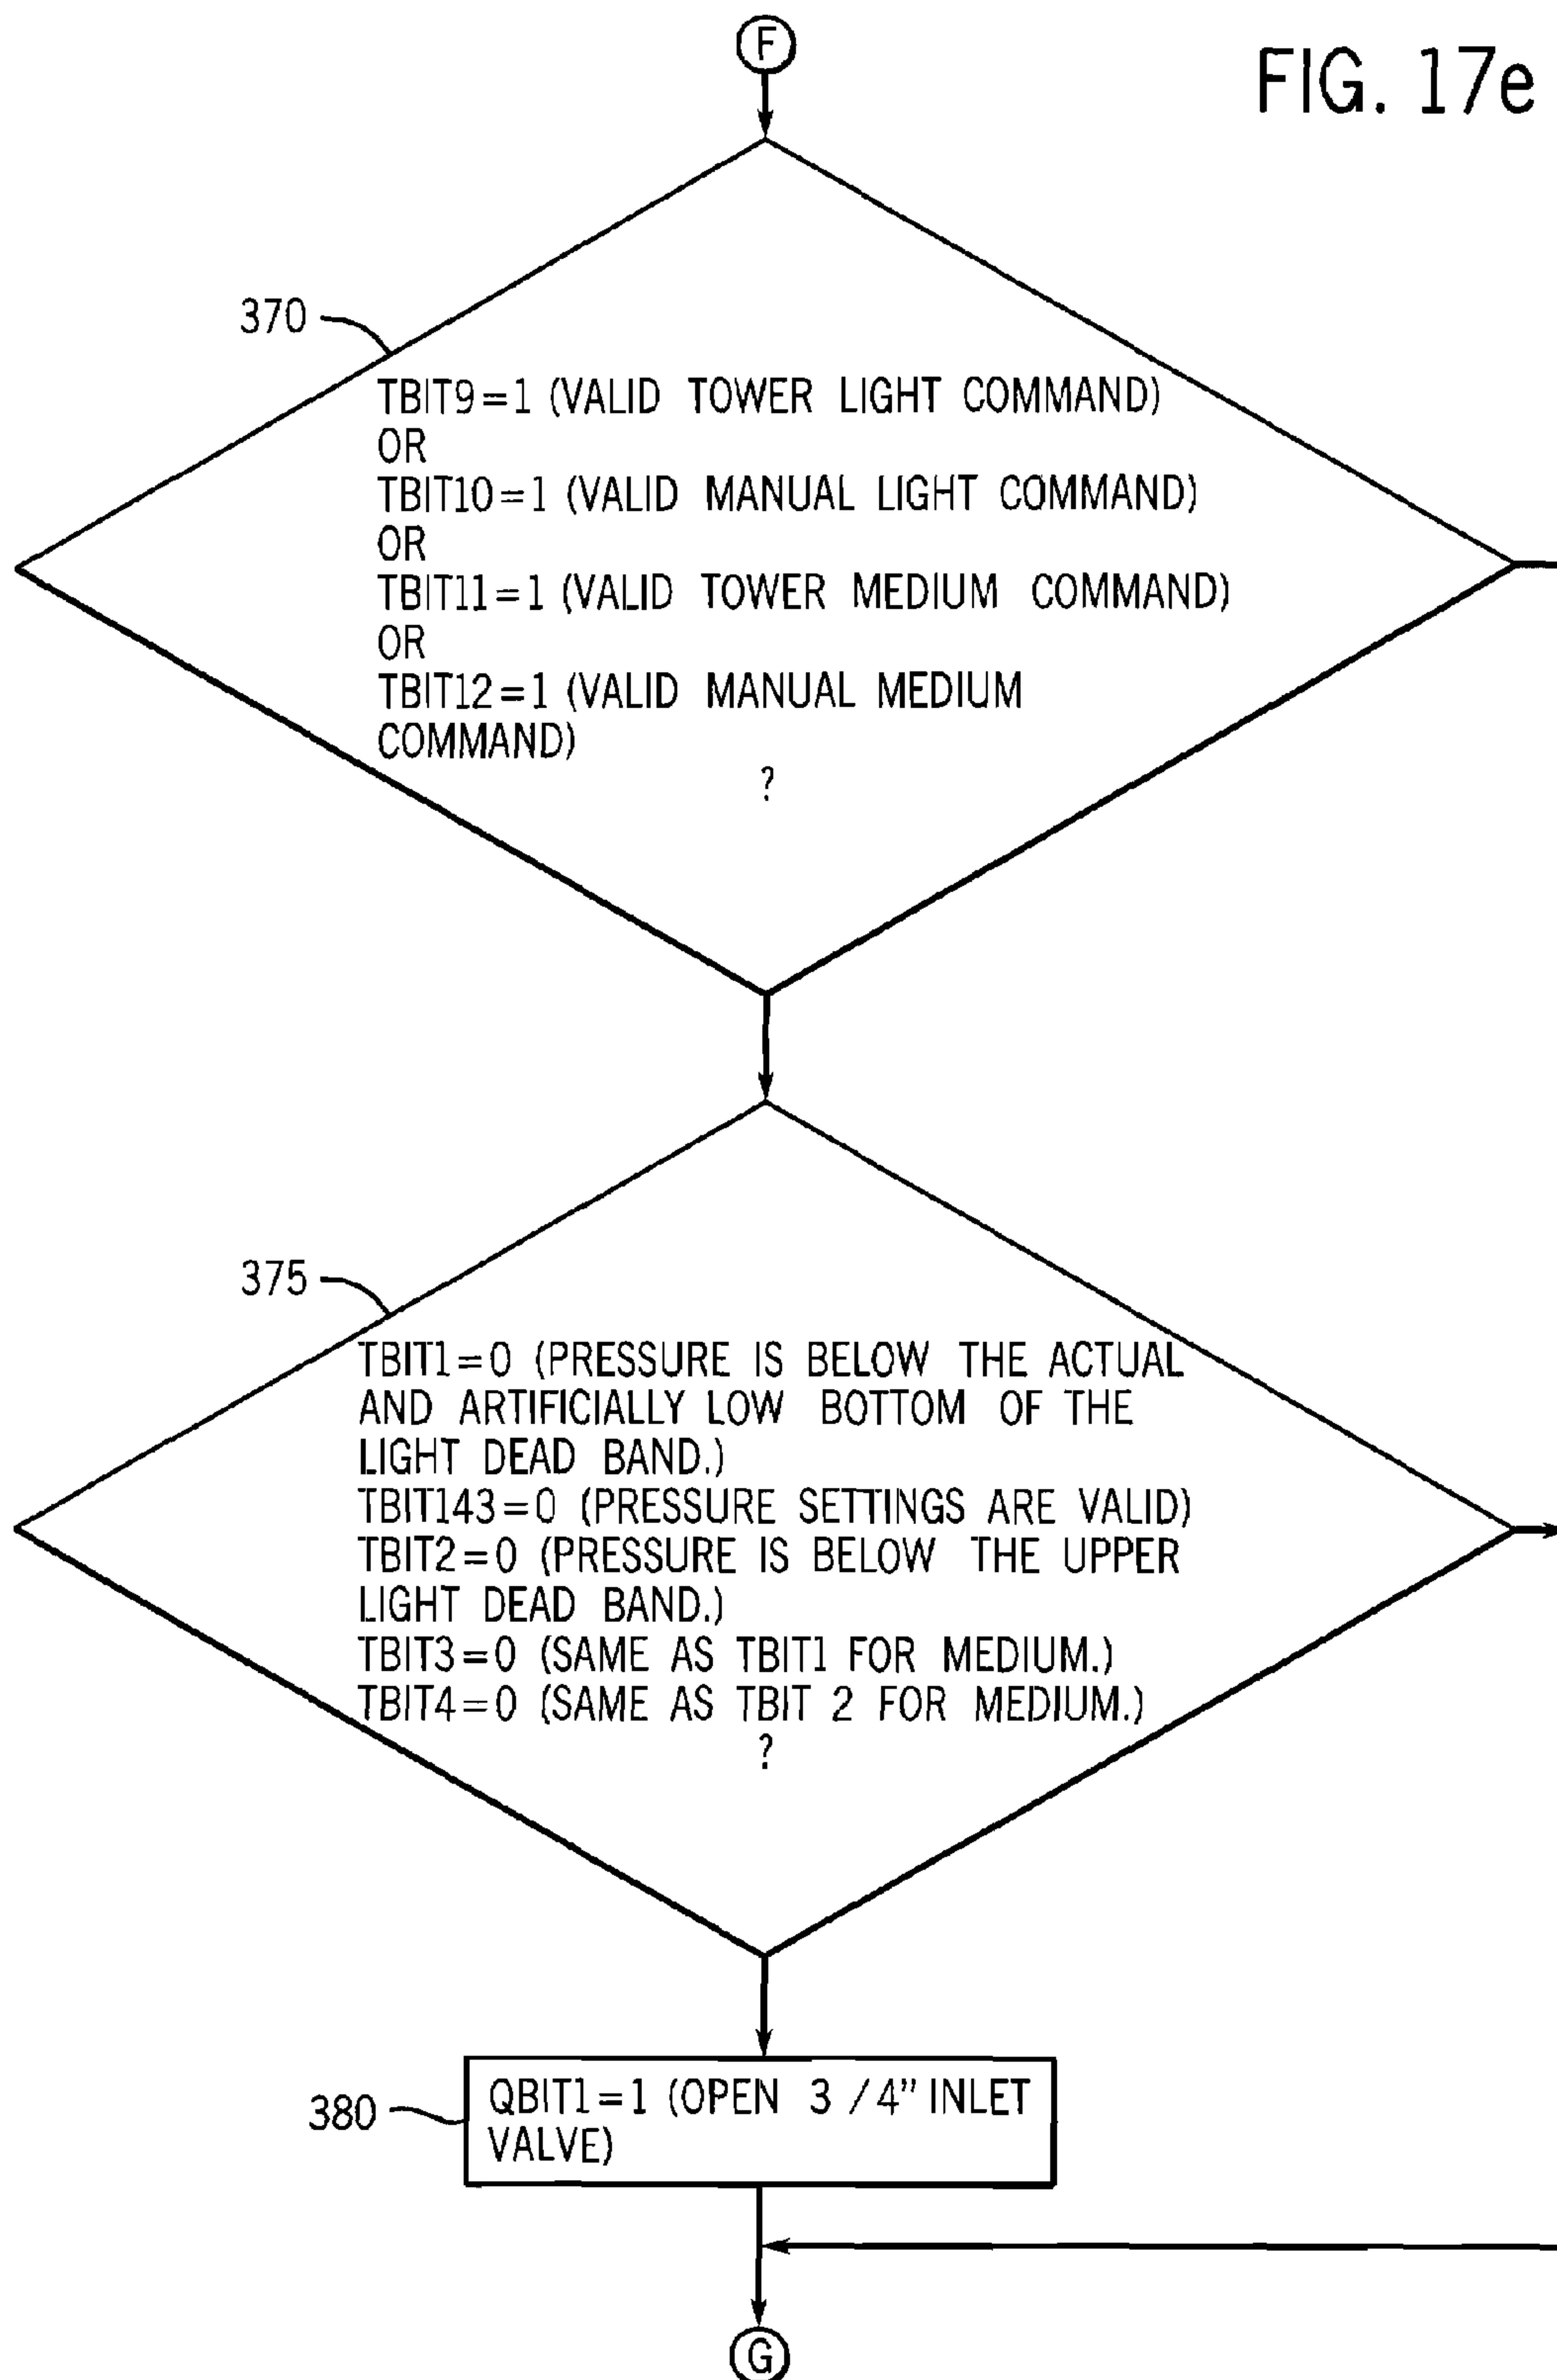 F
FIG. 17e
370
TBIT9=1 (VALID TOWER LIGHT COMMAND)
OR
TBIT10=1 (VALID MANUAL LIGHT COMMAND)
OR
TBIT11=1 (VALID TOWER MEDIUM COMMAND)
OR
TBIT12=1 (VALID MANUAL MEDIUM
COMMAND)
?
375
TBIT1=0 (PRESSURE IS BELOW THE ACTUAL
AND ARTIFICIALLY LOW BOTTOM OF THE
LIGHT DEAD BAND.)
TBIT143=0 (PRESSURE SETTINGS ARE VALID)
TBIT2=0 (PRESSURE IS BELOW THE UPPER
LIGHT DEAD BAND.)
TBIT3=0 (SAME AS TBIT1 FOR MEDIUM.)
TBIT4=0 (SAME AS TBIT 2 FOR MEDIUM.)
?
380
QBIT1=1 (OPEN 3 /4” INLET
VALVE)
G